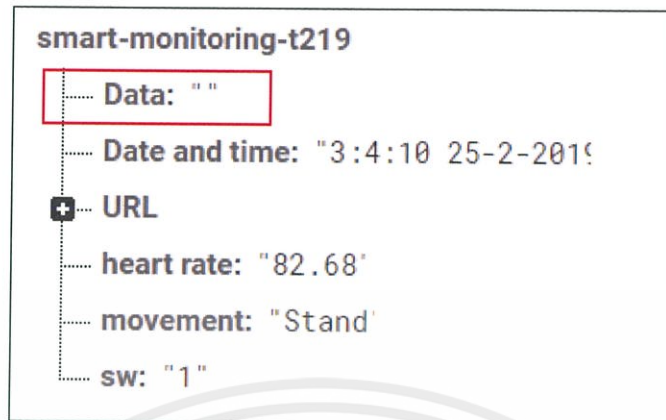 smart-monitoring-t219
Data: ""
Date and time: "3:4:10 25-2-2019
URL
heart rate: "82.68"
movement: "Stand'
sw: "1"